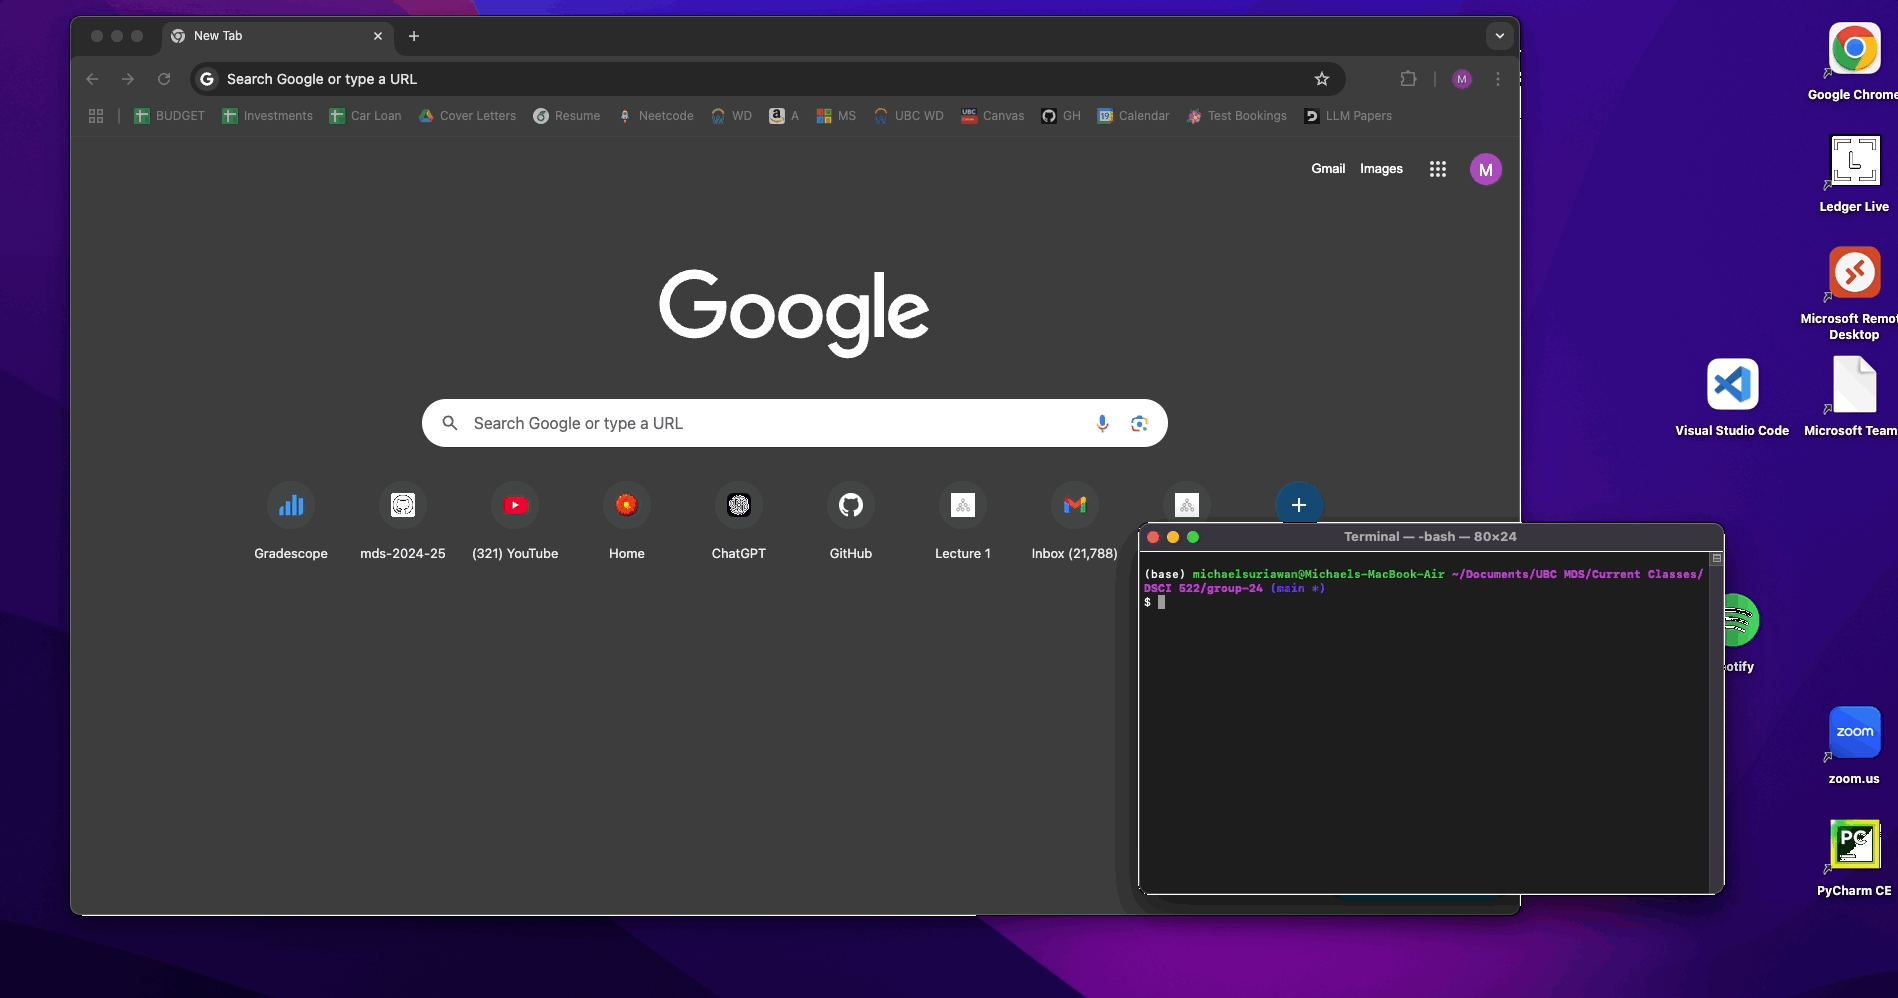 New Tab
Search Google or type a URL
M
BUDGET
Investments
Car Loan
Cover Letters
Resume
Neetcode
WD
A
MS
UBC WD
Canvas
GH
Calendar
Test Bookings
LLM Papers
Gmail
Images
M
Google
Search Google or type a URL
Gradescope
mds-2024-25
(321) YouTube
Home
ChatGPT
GitHub
Lecture 1
Inbox (21,788)
Terminal — -bash — 80×24
(base) michaelsuriawan@Michaels-MacBook-Air ~/Documents/UBC MDS/Current Classes/
DSCI 522/group-24 (main *)
$
Google Chrome
L
Ledger Live
Microsoft Remot
Desktop
Visual Studio Code
Microsoft Team
otify
zoom
zoom.us
PC
PyCharm CE